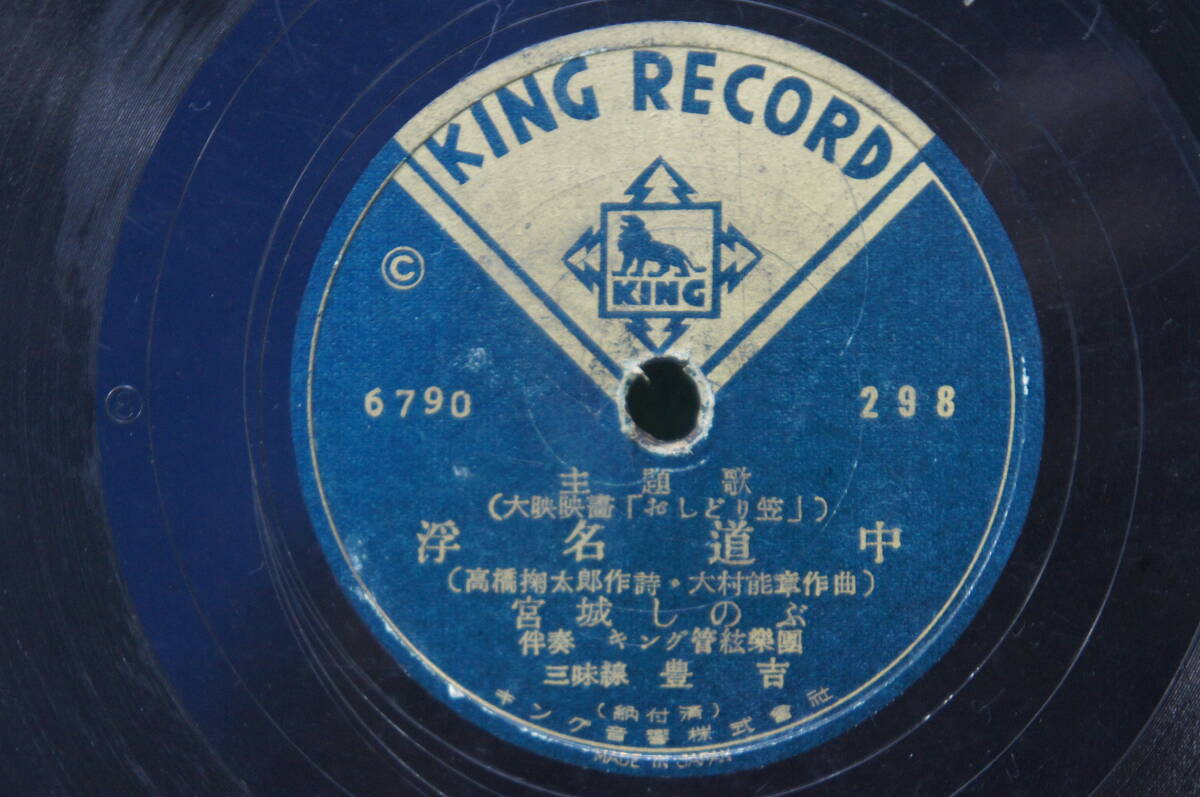 KING RECORD
KING
©
6790
298
主題歌
(大映映畵「おしどり笠」)
浮名道中
(高橋掬太郎作詩・大村能章作曲)
宮城しのぶ
伴奏 キング管絃樂團
三味線 豊吉
(納付済)
キング音響株式會社
MADE IN JAPAN